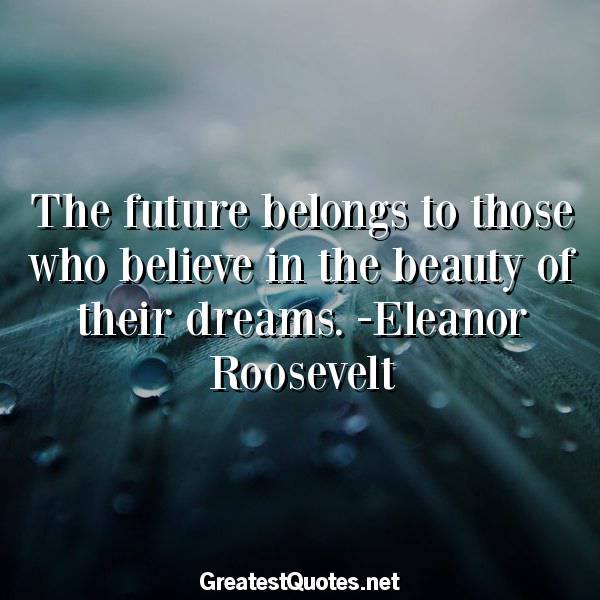 The future belongs to those
who believe in the beauty of
their dreams. -Eleanor
Roosevelt
GreatestQuotes.net